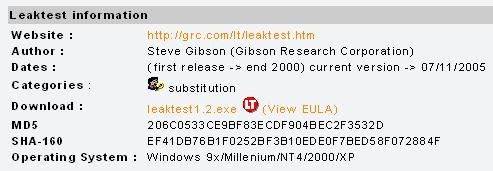 Leaktest information
Website : http://grc.com/lt/leaktest.htm
Author : Steve Gibson (Gibson Research Corporation)
Dates : (first release -> end 2000) current version -> 07/11/2005
Categories : substitution
Download : leaktest1.2.exe LT (View EULA)
MD5 206C0533CE9BF83ECDF904BEC2F3532D
SHA-160 EF41DB76B1F0252BF3B10EDE0F7BED58F072884F
Operating System : Windows 9x/Millenium/NT4/2000/XP